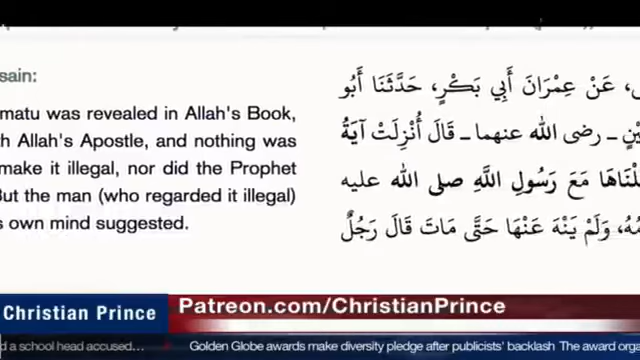 sain:
matu was revealed in Allah's Book,
h Allah's Apostle, and nothing was
make it illegal, nor did the Prophet
But the man (who regarded it illegal)
s own mind suggested.
عَنْ عِمْرَانَ أَبِي بَكْرٍ، حَدَّثَنَا أَبُو
ـ رضى الله عنهما ـ قَالَ أُنْزِلَتْ آيَةُ
مَعَ رَسُولِ اللَّهِ صلى الله عليه
وَلَمْ يَنْهَ عَنْهَا حَتَّى مَاتَ قَالَ رَجُلٌ
Christian Prince
Patreon.com/ChristianPrince
d a school head accused... Golden Globe awards make diversity pledge after publicists' backlash The award orga